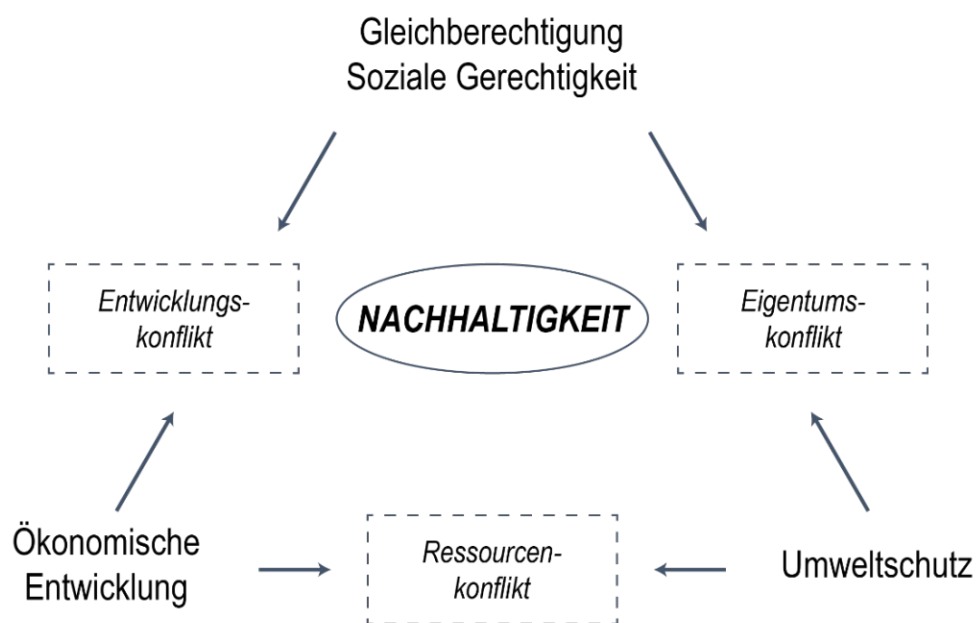 Gleichberechtigung
Soziale Gerechtigkeit
Entwicklungs-
konflikt
NACHHALTIGKEIT
Eigentums-
konflikt
Ökonomische
Entwicklung
Ressourcen-
konflikt
Umweltschutz